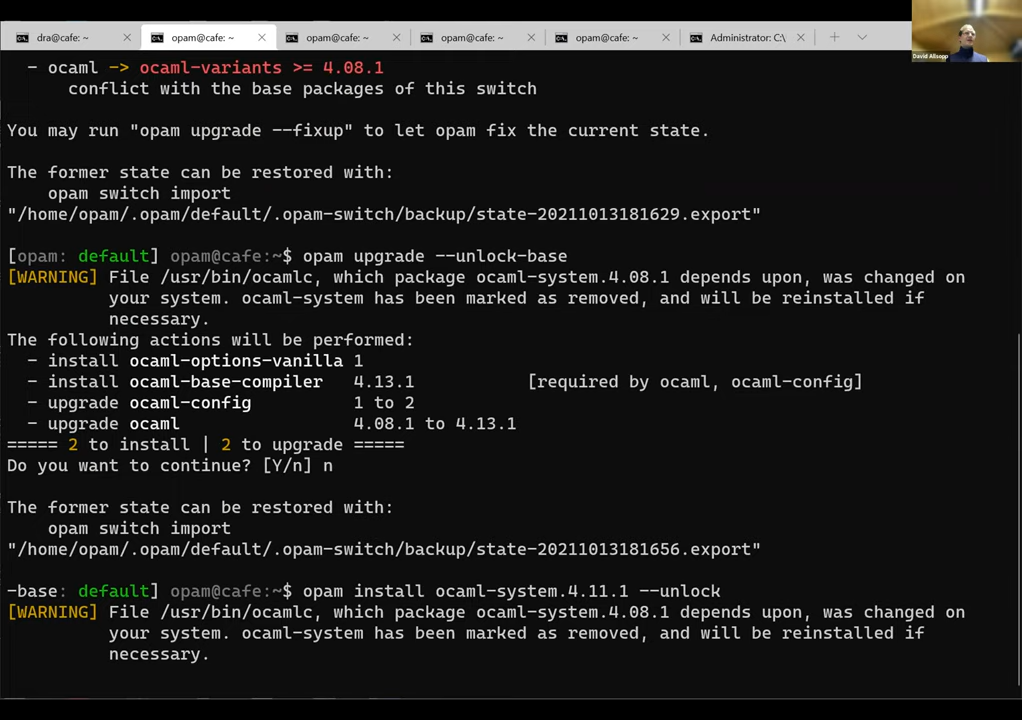 dra@cafe: ~
opam@cafe: ~
opam@cafe: ~
opam@cafe: ~
opam@cafe: ~
Administrator: C:\
David Allsopp
- ocaml -> ocaml-variants >= 4.08.1
conflict with the base packages of this switch
You may run "opam upgrade --fixup" to let opam fix the current state.
The former state can be restored with:
opam switch import
"/home/opam/.opam/default/.opam-switch/backup/state-20211013181629.export"
[opam: default] opam@cafe:~$ opam upgrade --unlock-base
[WARNING] File /usr/bin/ocamlc, which package ocaml-system.4.08.1 depends upon, was changed on
your system. ocaml-system has been marked as removed, and will be reinstalled if
necessary.
The following actions will be performed:
- install ocaml-options-vanilla 1
- install ocaml-base-compiler 4.13.1 [required by ocaml, ocaml-config]
- upgrade ocaml-config 1 to 2
- upgrade ocaml 4.08.1 to 4.13.1
===== 2 to install | 2 to upgrade =====
Do you want to continue? [Y/n] n
The former state can be restored with:
opam switch import
"/home/opam/.opam/default/.opam-switch/backup/state-20211013181656.export"
-base: default] opam@cafe:~$ opam install ocaml-system.4.11.1 --unlock
[WARNING] File /usr/bin/ocamlc, which package ocaml-system.4.08.1 depends upon, was changed on
your system. ocaml-system has been marked as removed, and will be reinstalled if
necessary.